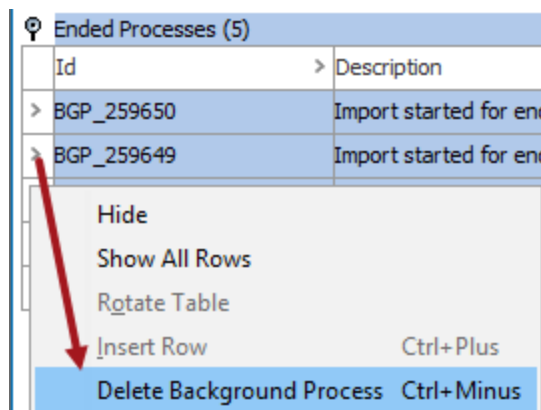 Ended Processes (5)
Id > Description
> BGP_259650 Import started for en
> BGP_259649 Import started for en
Hide
Show All Rows
Rotate Table
Insert Row Ctrl+Plus
Delete Background Process Ctrl+Minus